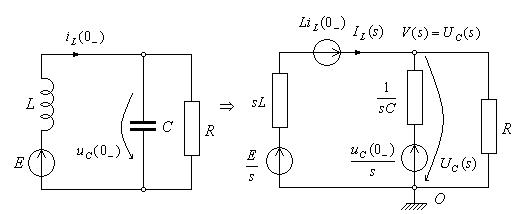 i_L(0_−)
L
C
R
u_C(0_−)
E
⇒
Li_L(0_−)
I_L(s)
V(s) = U_C(s)
sL
1/sC
R
E/s
u_C(0_−)/s
U_C(s)
O